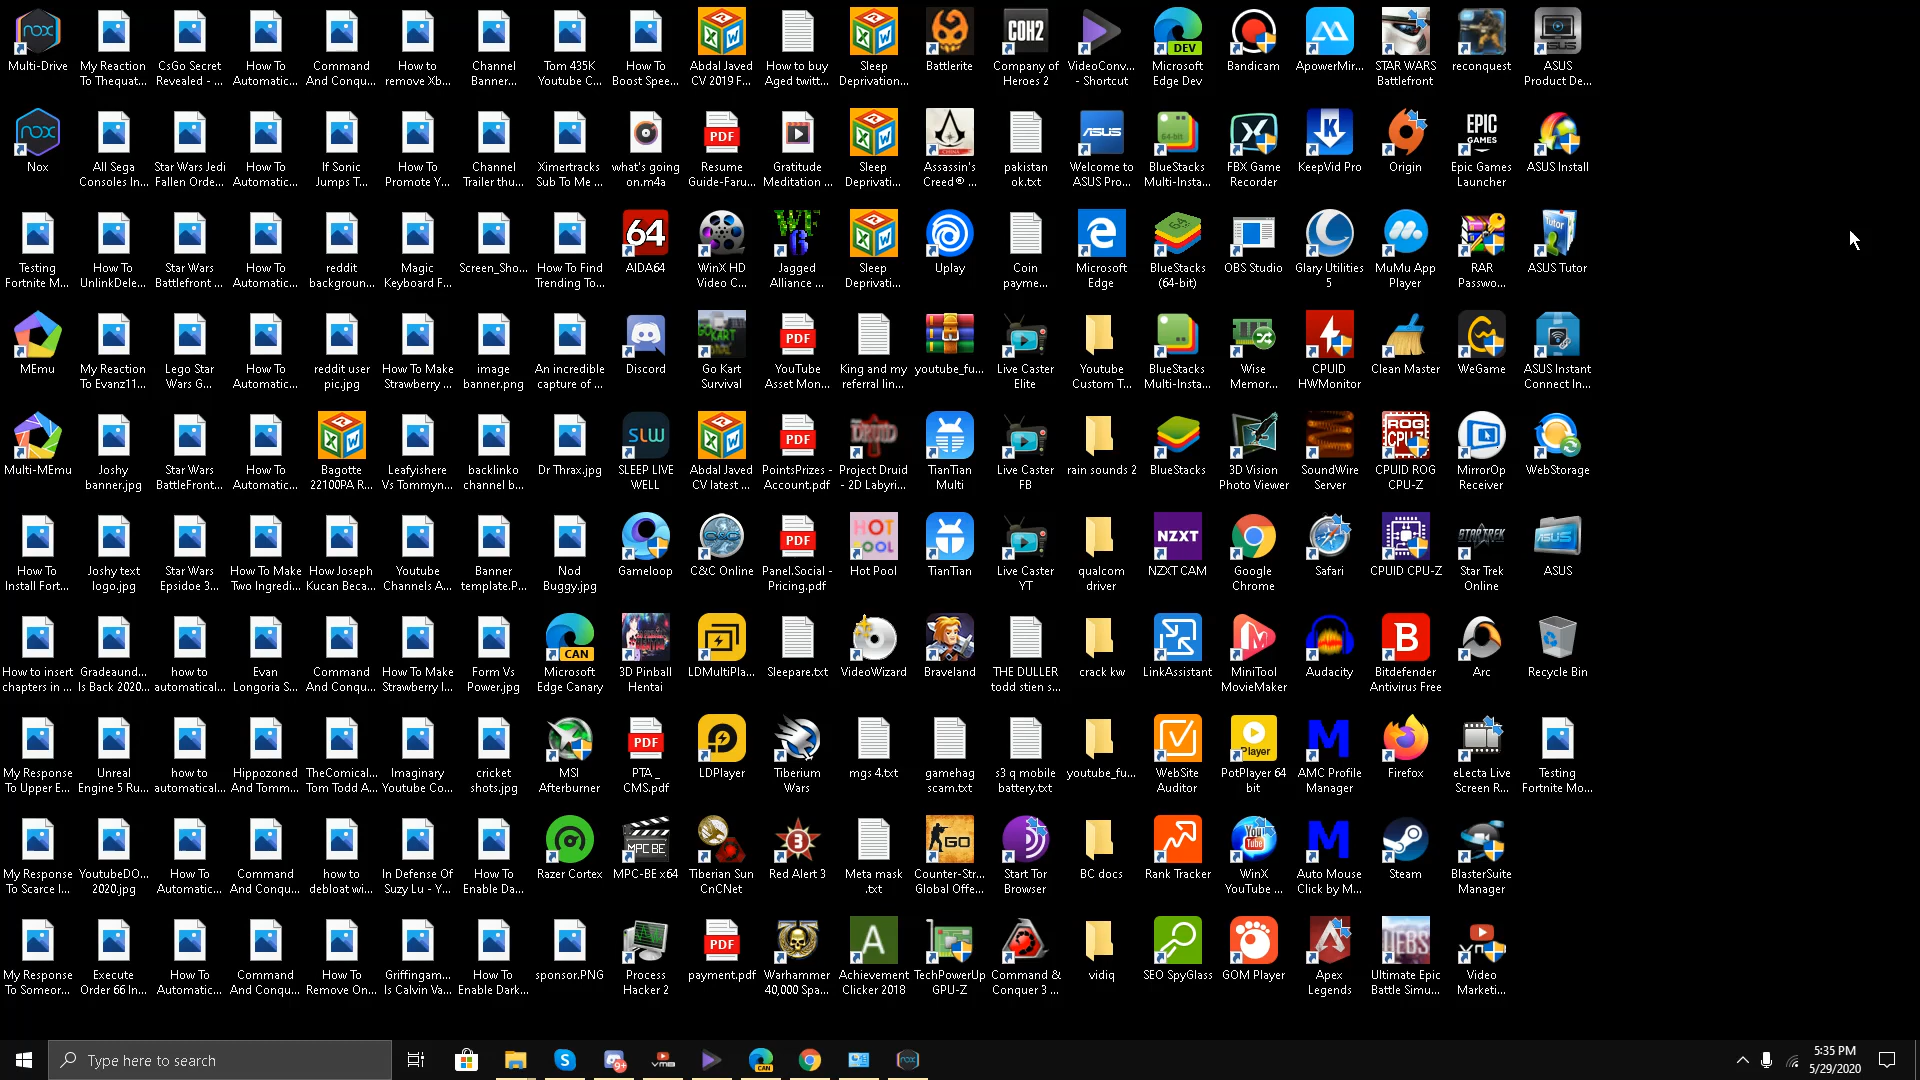 Multi-Drive
My Reaction
To Thequat...
CsGo Secret
Revealed - ...
How To
Automatic...
Command
And Conqu...
How to
remove Xb...
Channel
Banner...
Tom 435K
Youtube C...
How To
Boost Spee...
Abdal Javed
CV 2019 F...
How to buy
Aged twitt...
Sleep
Deprivatio...
Battlerite
COH2
Company of
Heroes 2
VideoConv...
- Shortcut
DEV
Microsoft
Edge Dev
Bandicam
ApowerMir...
STAR WARS
Battlefront
reconquest
ASUS
Product De...
Nox
All Sega
Consoles In...
Star Wars Jedi
Fallen Orde...
How To
Automatic...
If Sonic
Jumps T...
How To
Promote Y...
Channel
Trailer thu...
Ximertracks
Sub To Me ...
what's going
on.m4a
PDF
Resume
Guide-Faru...
Gratitude
Meditation ...
Sleep
Deprivati...
Assassin's
Creed® ...
pakistan
ok.txt
Welcome to
ASUS Pro...
BlueStacks
Multi-Insta...
FBX Game
Recorder
KeepVid Pro
Origin
EPIC
GAMES
Epic Games
Launcher
ASUS Install
Testing
Fortnite M...
How To
UnlinkDele...
Star Wars
Battlefront ...
How To
Automatic...
reddit
backgroun...
Magic
Keyboard F...
Screen_Sho...
How To Find
Trending To...
64
AIDA64
WinX HD
Video C...
Jagged
Alliance ...
Sleep
Deprivati...
Uplay
Coin
payme...
Microsoft
Edge
BlueStacks
(64-bit)
OBS Studio
Glary Utilities
5
MuMu App
Player
RAR
Passwo...
ASUS Tutor
MEmu
My Reaction
To Evanz11...
Lego Star
Wars G...
How To
Automatic...
reddit user
pic.jpg
How To Make
Strawberry ...
image
banner.png
An incredible
capture of ...
Discord
Go Kart
Survival
PDF
YouTube
Asset Mon...
King and my
referral lin...
youtube_fu...
Live Caster
Elite
Youtube
Custom T...
BlueStacks
Multi-Insta...
Wise
Memor...
CPUID
HWMonitor
Clean Master
WeGame
ASUS Instant
Connect In...
Multi-MEmu
Joshy
banner.jpg
Star Wars
BattleFront...
How To
Automatic...
Bagotte
22100PA R...
Leafyishere
Vs Tommyn...
backlinko
channel b...
Dr Thrax.jpg
SLW
SLEEP LIVE
WELL
Abdal Javed
CV latest ...
PDF
PointsPrizes -
Account.pdf
Project Druid
- 2D Labyri...
TianTian
Multi
Live Caster
FB
rain sounds 2
BlueStacks
3D Vision
Photo Viewer
SoundWire
Server
CPUID ROG
CPU-Z
MirrorOp
Receiver
WebStorage
How To
Install Fort...
Joshy text
logo.jpg
Star Wars
Epsidoe 3...
How To Make
Two Ingredi...
How Joseph
Kucan Beca...
Youtube
Channels A...
Banner
template.P...
Nod
Buggy.jpg
Gameloop
C&C Online
PDF
Panel.Social -
Pricing.pdf
Hot Pool
TianTian
Live Caster
YT
qualcom
driver
NZXT
NZXT CAM
Google
Chrome
Safari
CPUID CPU-Z
Star Trek
Online
ASUS
How to insert
chapters in ...
Gradeaund...
Is Back 2020...
how to
automatical...
Evan
Longoria S...
Command
And Conqu...
How To Make
Strawberry I...
Form Vs
Power.jpg
CAN
Microsoft
Edge Canary
3D Pinball
Hentai
LDMultiPla...
Sleepare.txt
VideoWizard
Braveland
THE DULLER
todd stien s...
crack kw
LinkAssistant
MiniTool
MovieMaker
Audacity
Bitdefender
Antivirus Free
Arc
Recycle Bin
My Response
To Upper E...
Unreal
Engine 5 Ru...
how to
automatical...
Hippozoned
And Tomm...
TheComical...
Tom Todd A...
Imaginary
Youtube Co...
cricket
shots.jpg
MSI
Afterburner
PDF
PTA_
CMS.pdf
LDPlayer
Tiberium
Wars
mgs 4.txt
gamehag
scam.txt
s3 q mobile
battery.txt
youtube_fu...
WebSite
Auditor
Player
PotPlayer 64
bit
AMC Profile
Manager
Firefox
eLecta Live
Screen R...
Testing
Fortnite Mo...
My Response
To Scarce I...
YoutubeDO...
2020.jpg
How To
Automatic...
Command
And Conqu...
how to
debloat wi...
In Defense Of
Suzy Lu - Y...
How To
Enable Da...
Razer Cortex
MPC BE
MPC-BE x64
Tiberian Sun
CnCNet
Red Alert 3
Meta mask
.txt
GO
Counter-Str...
Global Offe...
Start Tor
Browser
BC docs
Rank Tracker
WinX
YouTube ...
Auto Mouse
Click by M...
Steam
BlasterSuite
Manager
My Response
To Someor...
Execute
Order 66 In...
How To
Automatic...
Command
And Conqu...
How To
Remove On...
Griffingam...
Is Calvin Va...
How To
Enable Dark...
sponsor.PNG
Process
Hacker 2
PDF
payment.pdf
Warhammer
40,000 Spa...
Achievement
Clicker 2018
TechPowerUp
GPU-Z
Command &
Conquer 3 ...
vidiq
SEO SpyGlass
GOM Player
Apex
Legends
UEBS
Ultimate Epic
Battle Simu...
Video
Marketi...
Type here to search
5:35 PM
5/29/2020